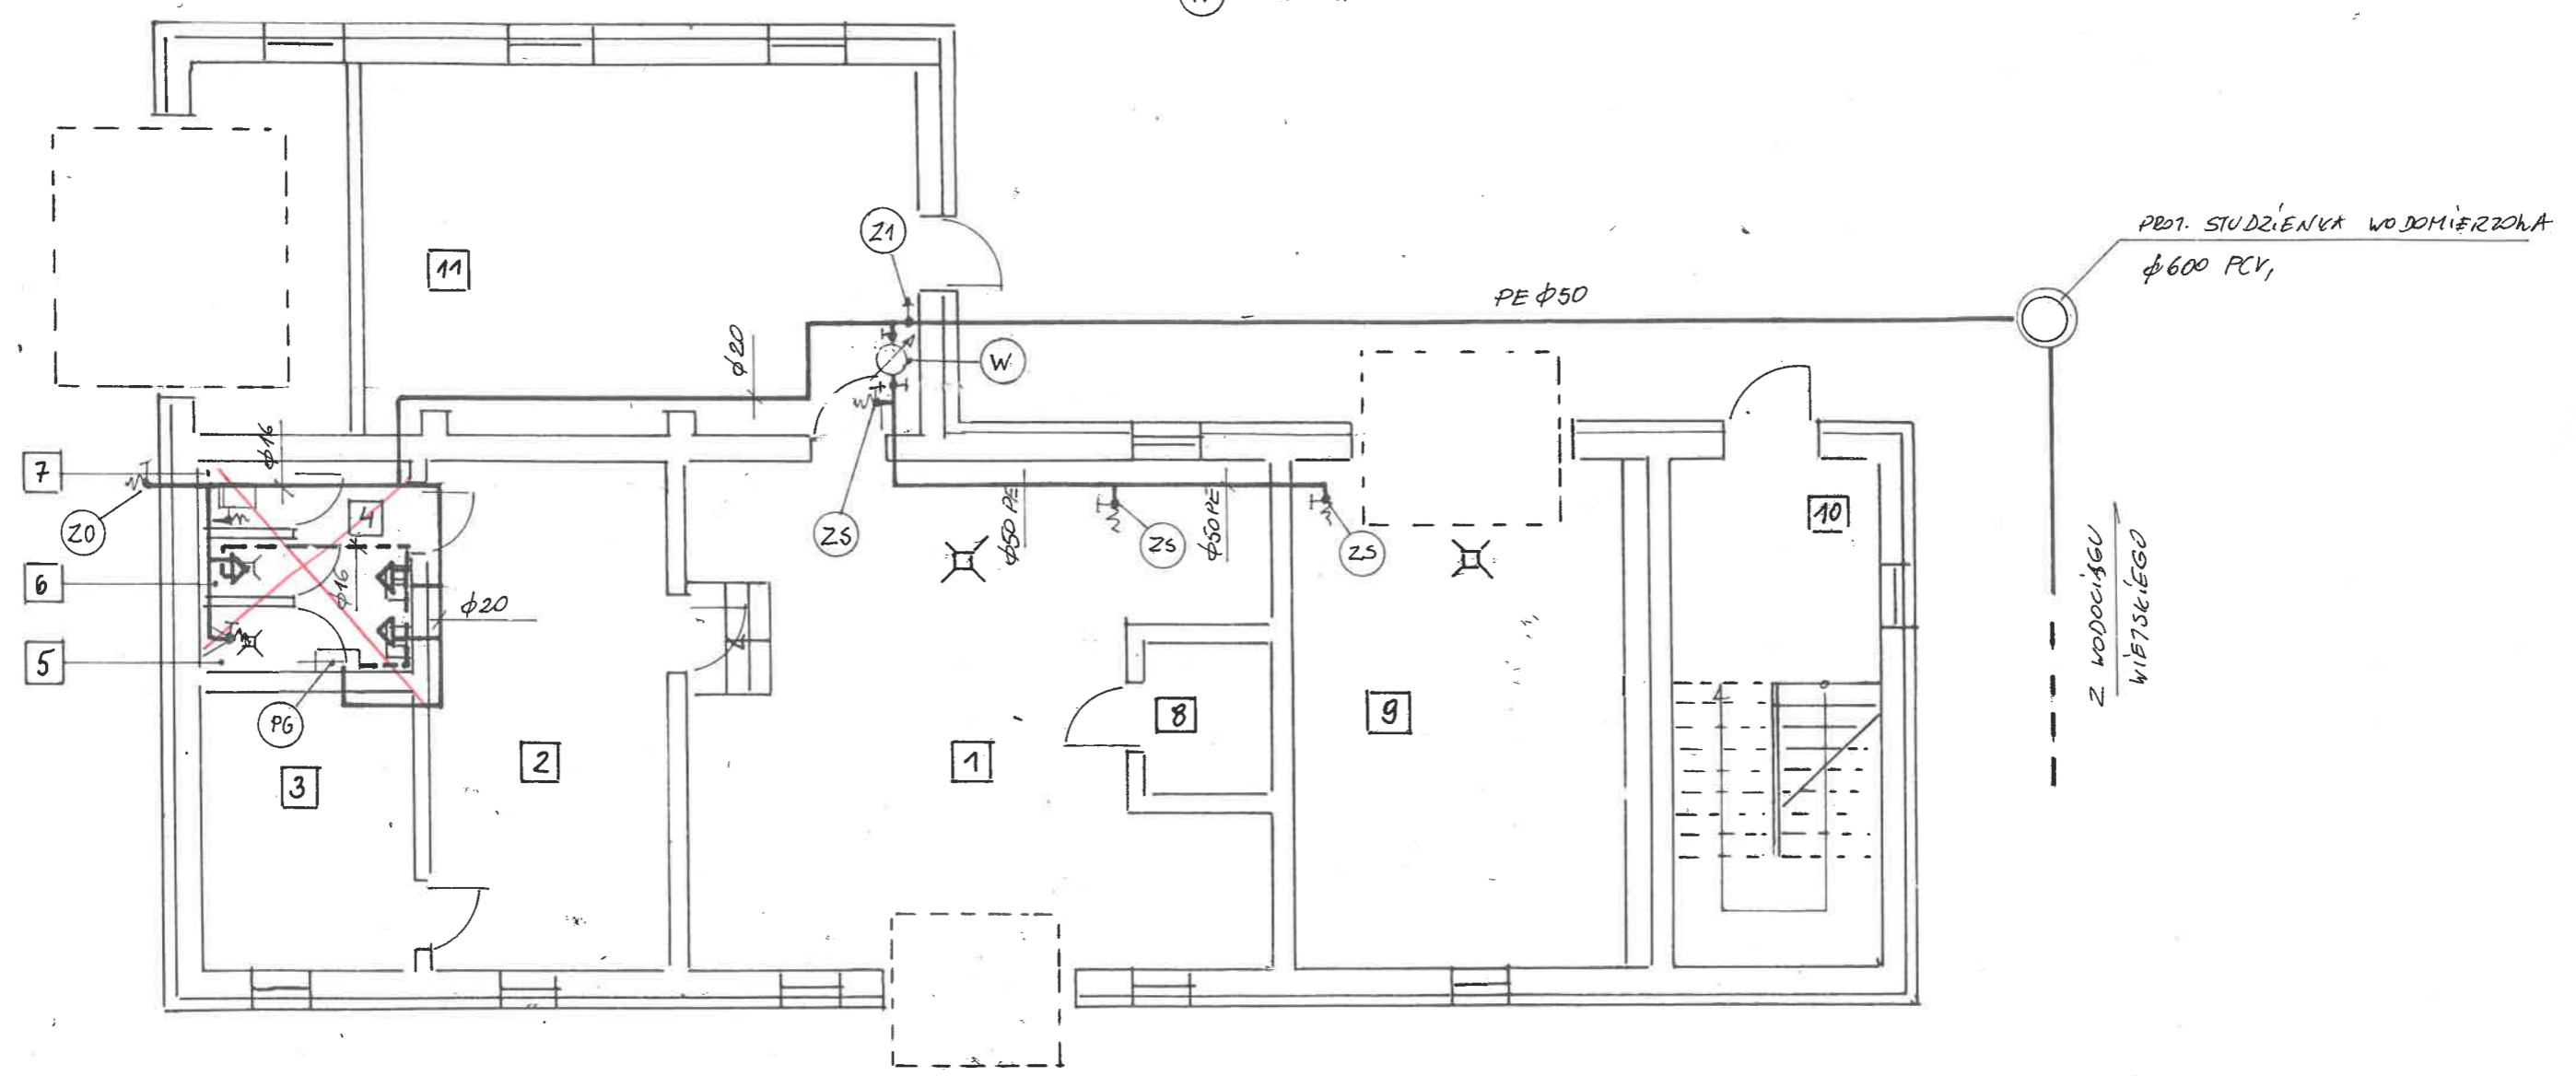 W
Z1
11
PROJ. STUDZIENKA WODOMIERZOWA
ϕ600 PCV,
PE ϕ50
ϕ20
W
ϕ16
7
4
ZO
ZS
ϕ50 PE
ZS
ϕ50 PE
ZS
10
6
ϕ16
ϕ20
5
Z WODOCIĄGU
WIEJSKIEGO
PG
8
9
3
2
1